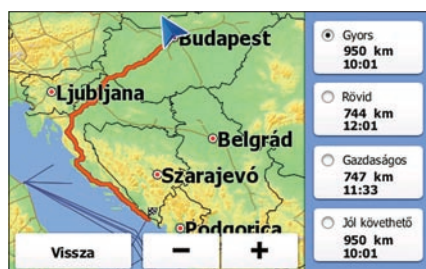 Budapest
Ljubljana
Belgrád
Szarajevó
Podgorica
Vissza
−
+
Gyors
950 km
10:01
Rövid
744 km
12:01
Gazdaságos
747 km
11:33
Jól követhető
950 km
10:01